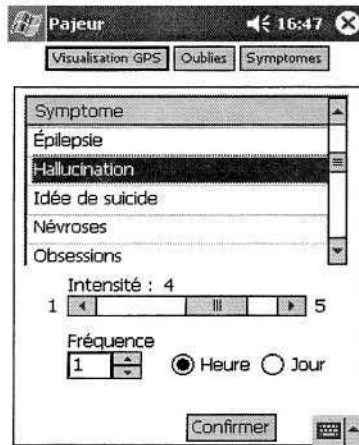 Pajeur 16:47
Visualisation GPS Oublies Symptomes
Symptome
Épilepsie
Hallucination
Idée de suicide
Névroses
Obsessions
Intensité : 4
1 5
Fréquence
1 Heure Jour
Confirmer